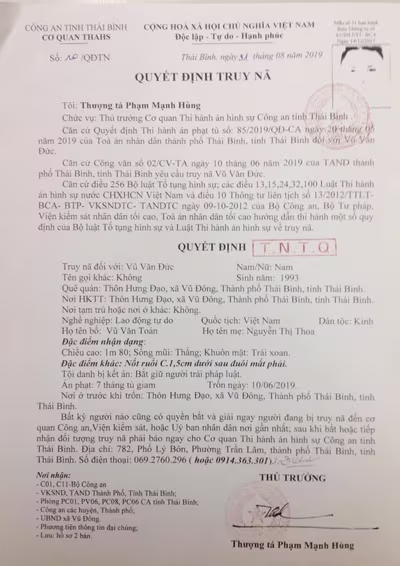 CÔNG AN TỈNH THÁI BÌNH
CƠ QUAN THAHS
Số: 10/QĐTN
CỘNG HOÀ XÃ HỘI CHỦ NGHĨA VIỆT NAM
Độc lập - Tự do - Hạnh phúc
Thái Bình, ngày 31 tháng 08 năm 2019
QUYẾT ĐỊNH TRUY NÃ
Tôi: Thượng tá Phạm Mạnh Hùng
Chức vụ: Thủ trưởng Cơ quan Thi hành án hình sự Công an tỉnh Thái Bình
Căn cứ Quyết định Thi hành án phạt tù số: 85/2019/QĐ-CA ngày 20 tháng 05
năm 2019 của Toà án nhân dân thành phố Thái Bình, tỉnh Thái Bình đối với Vũ Văn
Đức.
Căn cứ Công văn số 02/CV-TA ngày 10 tháng 06 năm 2019 của TAND thành
phố Thái Bình, tỉnh Thái Bình yêu cầu truy nã Vũ Văn Đức.
Căn cứ điều 256 Bộ luật Tố tụng hình sự; các điều 13,15,24,32,100 Luật Thi hành
án hình sự nước CHXHCN Việt Nam và điều 10 Thông tư liên tịch số 13/2012/TTLT-
BCA- BTP- VKSNDTC- TANDTC ngày 09-10-2012 của Bộ Công an, Bộ Tư pháp,
Viện kiểm sát nhân dân tối cao, Toà án nhân dân tối cao hướng dẫn thi hành một số quy
định của Bộ luật Tố tụng hình sự và Luật Thi hành án hình sự về truy nã.
QUYẾT ĐỊNH T.N.T.Q
Truy nã đối với: Vũ Văn Đức Nam/Nữ: Nam
Tên gọi khác: Không Sinh năm: 1993
Quê quán: Thôn Hưng Đạo, xã Vũ Đông, Thành phố Thái Bình, tỉnh Thái Bình.
Nơi HKTT: Thôn Hưng Đạo, xã Vũ Đông, Thành phố Thái Bình, tỉnh Thái Bình.
Nơi tạm trú hoặc nơi ở khác: Không.
Nghề nghiệp: Lao động tự do Quốc tịch: Việt Nam Dân tộc: Kinh
Họ tên bố: Vũ Văn Toàn Họ tên mẹ: Nguyễn Thị Thoa
Đặc điểm nhận dạng:
Chiều cao: 1m 80; Sống mũi: Thẳng; Khuôn mặt: Trái xoan.
Đặc điểm khác: Nốt ruồi C.1,5cm dưới sau đuôi mắt phải.
Tội danh bị kết án: Bắt giữ người trái pháp luật.
Án phạt: 7 tháng tù giam Trốn ngày: 10/06/2019.
Nơi ở trước khi trốn: Thôn Hưng Đạo, xã Vũ Đông, Thành phố Thái Bình, tỉnh
Thái Bình.
Bất kỳ người nào cũng có quyền bắt và giải ngay người đang bị truy nã đến cơ
quan Công an,Viện kiểm sát, hoặc Uỷ ban nhân dân nơi gần nhất; sau khi bắt hoặc tiếp
nhận đối tượng truy nã phải báo ngay cho Cơ quan Thi hành án hình sự Công an tỉnh
Thái Bình. Địa chỉ: 782, Phố Lý Bôn, Phường Trần Lãm, thành phố Thái Bình, tỉnh
Thái Bình. Số điện thoại: 069.2760.296 ( hoặc 0914.363.301)
Nơi nhận:
- C01, C11-Bộ Công an
- VKSND, TAND Thành Phố, Tỉnh Thái Bình;
- Phòng PC01, PV06, PC08, PC06 CA tỉnh Thái Bình;
- Công an các huyện, Thành phố;
- UBND xã Vũ Đông.
- Phương tiện thông tin đại chúng;
- Lưu: hồ sơ 2 bản.
THỦ TRƯỞNG
Thượng tá Phạm Mạnh Hùng